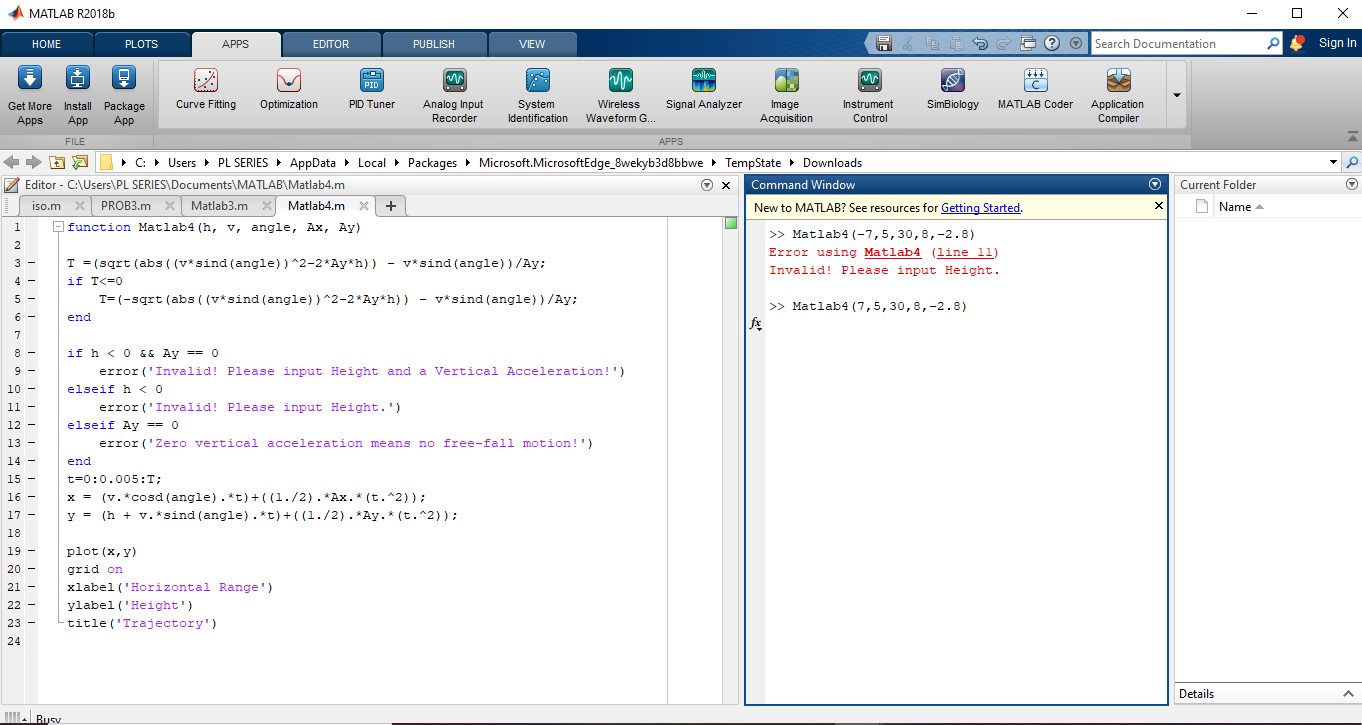 MATLAB R2018b
HOME PLOTS APPS EDITOR PUBLISH VIEW Search Documentation Sign In
Get More Apps
Install App
Package App
Curve Fitting
Optimization
PID
PID Tuner
Analog Input Recorder
System Identification
Wireless Waveform G...
Signal Analyzer
Image Acquisition
Instrument Control
SimBiology
C
MATLAB Coder
Application Compiler
FILE APPS
C: Users PL SERIES AppData Local Packages Microsoft.MicrosoftEdge_8wekyb3d8bbwe TempState Downloads
Editor - C:\Users\PL SERIES\Documents\MATLAB\Matlab4.m
iso.m PROB3.m Matlab3.m Matlab4.m +
1 function Matlab4(h, v, angle, Ax, Ay)
2
3 – T =(sqrt(abs((v*sind(angle))^2-2*Ay*h)) - v*sind(angle))/Ay;
4 – if T<=0
5 – T=(-sqrt(abs((v*sind(angle))^2-2*Ay*h)) - v*sind(angle))/Ay;
6 – end
7
8 – if h < 0 && Ay == 0
9 – error('Invalid! Please input Height and a Vertical Acceleration!')
10 – elseif h < 0
11 – error('Invalid! Please input Height.')
12 – elseif Ay == 0
13 – error('Zero vertical acceleration means no free-fall motion!')
14 – end
15 – t=0:0.005:T;
16 – x = (v.*cosd(angle).*t)+((1./2).*Ax.*(t.^2));
17 – y = (h + v.*sind(angle).*t)+((1./2).*Ay.*(t.^2));
18
19 – plot(x,y)
20 – grid on
21 – xlabel('Horizontal Range')
22 – ylabel('Height')
23 – title('Trajectory')
24
Command Window
New to MATLAB? See resources for Getting Started.
>> Matlab4(-7,5,30,8,-2.8)
Error using Matlab4 (line 11)
Invalid! Please input Height.
>> Matlab4(7,5,30,8,-2.8)
fx
Current Folder
Name
Details
Busy